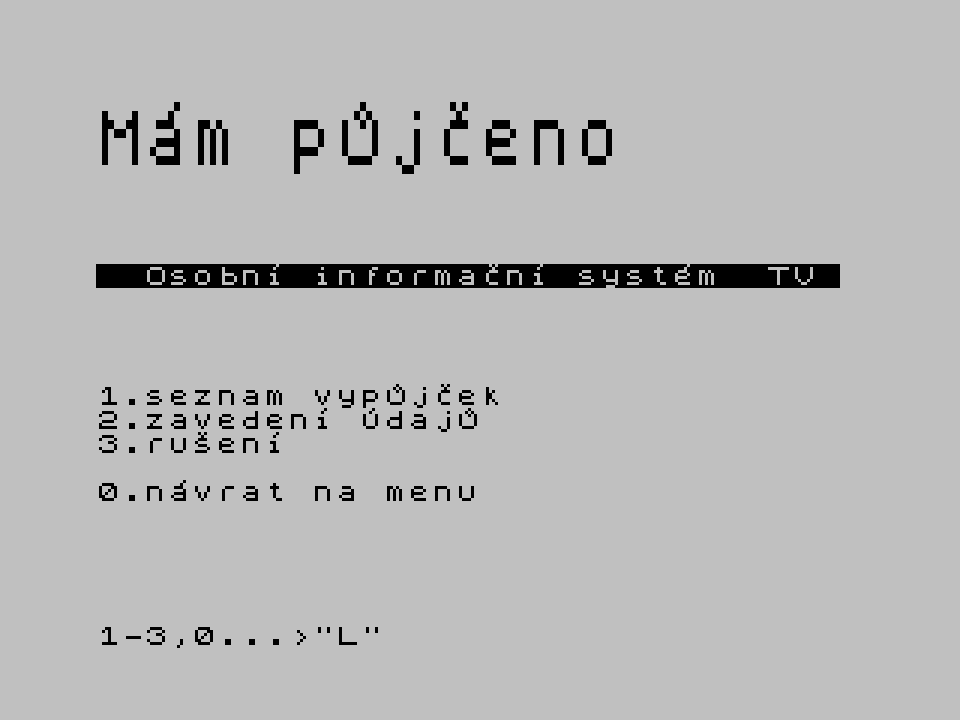 Mám půjčeno
Osobní informační systém TV
1.seznam vypůjček
2.zavedení údajů
3.rušení
0.návrat na menu
1-3,0...>"L"